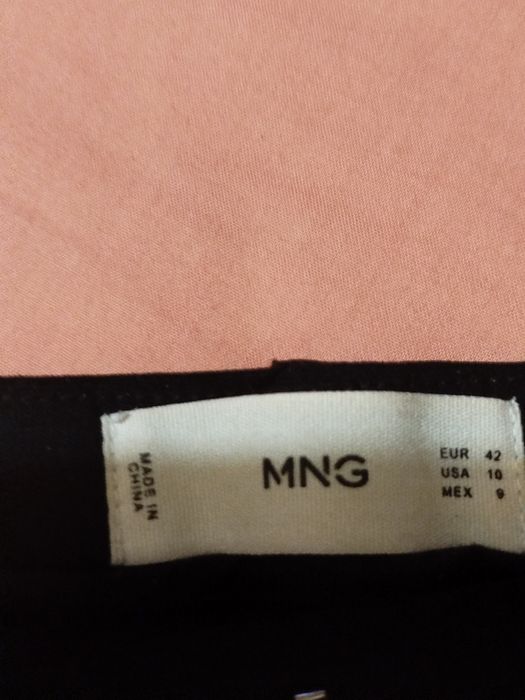 MADE IN
CHINA
MNG
EUR 42
USA 10
MEX 9